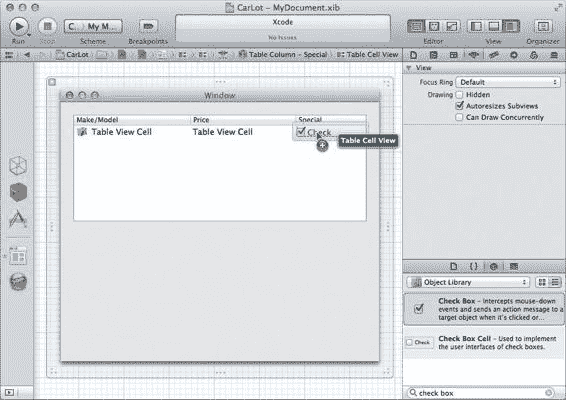 CarLot - MyDocument.xib
Run
Stop
C... My M...
Scheme
Breakpoints
Xcode
No Issues
Editor
View
Organizer
CarLot
Table Column - Special
Table Cell View
Window
Make/Model
Price
Special
Table View Cell
Table View Cell
Check
Table Cell View
View
Focus Ring
Default
Drawing
Hidden
Autoresizes Subviews
Can Draw Concurrently
{}
Object Library
Check Box - Intercepts mouse-down
events and sends an action message to a
target object when it's clicked or...
Check
Check Box Cell - Used to implement
the user interfaces of check boxes.
check box